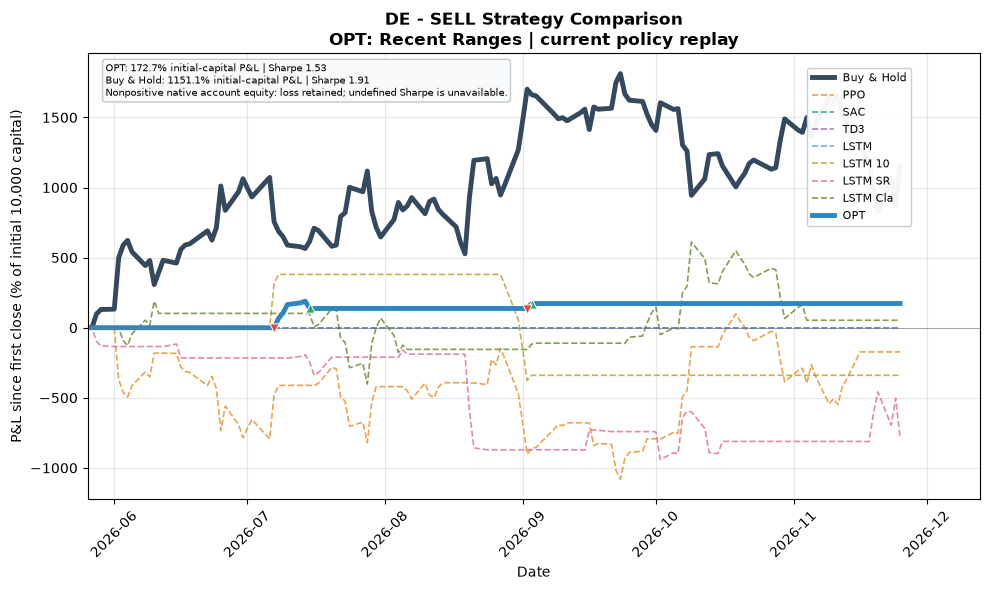 DE - SELL Strategy Comparison
OPT: Recent Ranges | current policy replay
OPT: 172.7% initial-capital P&L | Sharpe 1.53
Buy & Hold: 1151.1% initial-capital P&L | Sharpe 1.91
Nonpositive native account equity: loss retained; undefined Sharpe is unavailable.
Buy & Hold
PPO
SAC
TD3
LSTM
LSTM 10
LSTM SR
LSTM Cla
OPT
P&L since first close (% of initial 10,000 capital)
1500
1000
500
0
−500
−1000
2026-06
2026-07
2026-08
2026-09
2026-10
2026-11
2026-12
Date